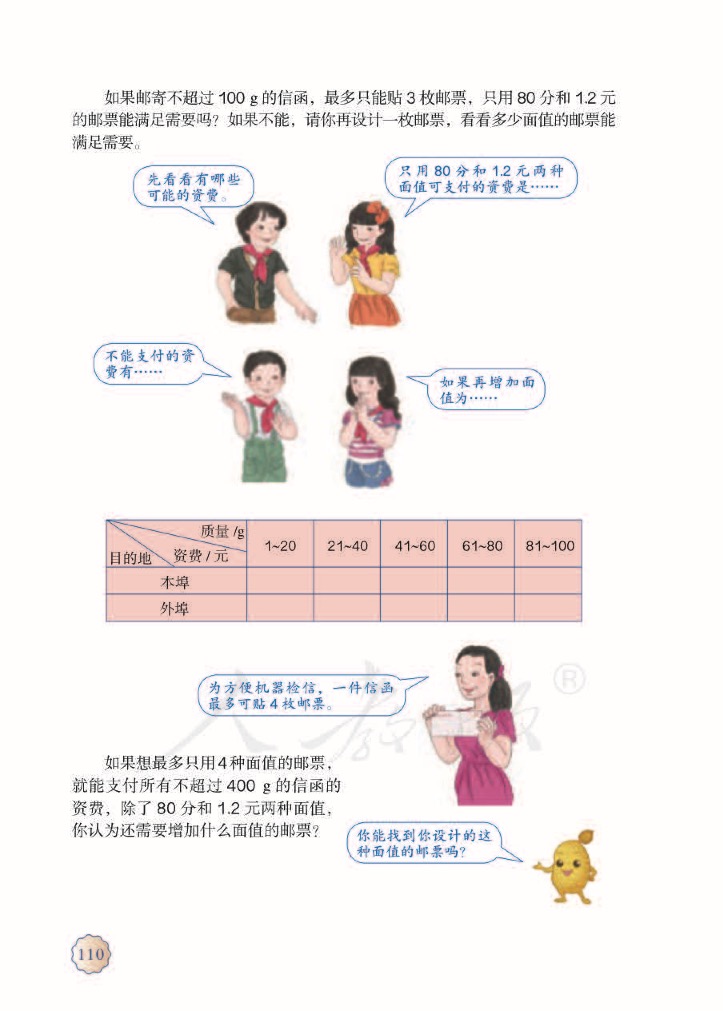 如果邮寄不超过 100 g 的信函，最多只能贴 3 枚邮票，只用 80 分和 1.2 元
的邮票能满足需要吗？如果不能，请你再设计一枚邮票，看看多少面值的邮票能
满足需要。
先看看有哪些
可能的资费。
只用 80 分和 1.2 元两种
面值可支付的资费是……
不能支付的资
费有……
如果再增加面
值为……
质量 /g
资费 / 元
目的地
1~20 21~40 41~60 61~80 81~100
本埠
外埠
为方便机器检信，一件信函
最多可贴 4 枚邮票。
人教版®
如果想最多只用4种面值的邮票，
就能支付所有不超过 400 g 的信函的
资费，除了 80 分和 1.2 元两种面值，
你认为还需要增加什么面值的邮票？
你能找到你设计的这
种面值的邮票吗？
110